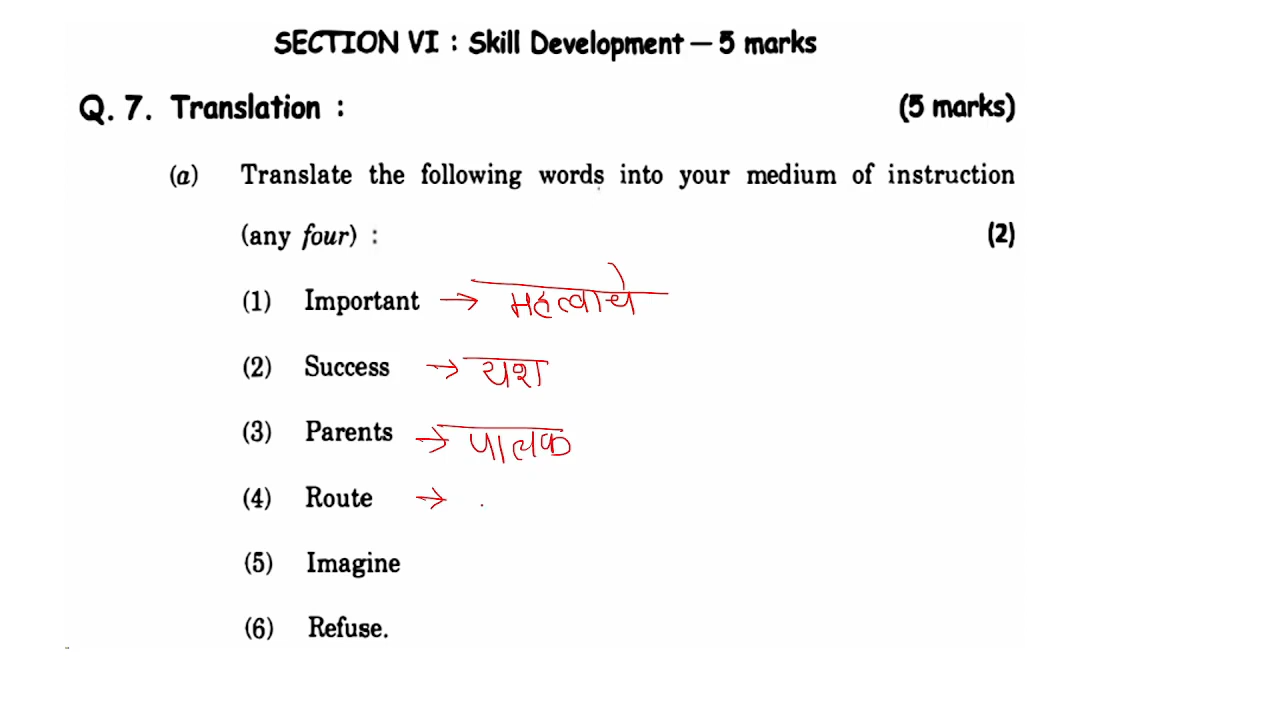 SECTION VI : Skill Development – 5 marks
Q. 7. Translation : (5 marks)
(a) Translate the following words into your medium of instruction
(any four) : (2)
(1) Important → महत्वाचे
(2) Success → यश
(3) Parents → पालक
(4) Route →
(5) Imagine
(6) Refuse.